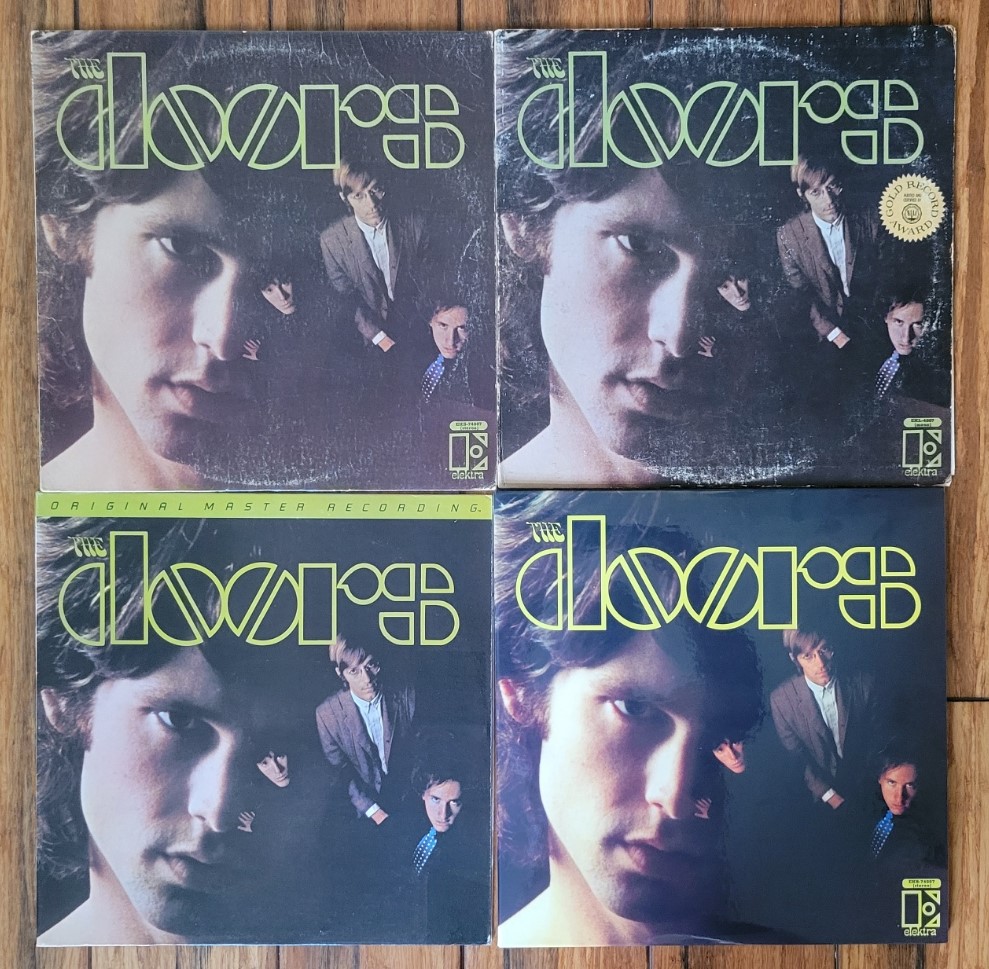 THE
doors
EKS-74007
(stereo)
elektra
THE
doors
GOLD RECORD
AWARD
EKL-4007
(mono)
elektra
ORIGINAL MASTER RECORDING
THE
doors
THE
doors
EKS-74007
(stereo)
elektra